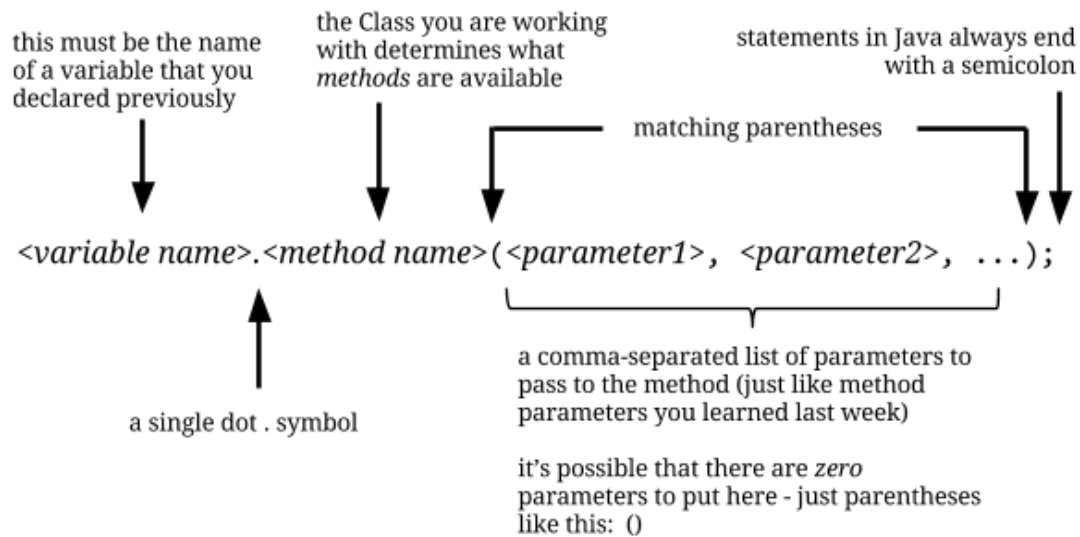 this must be the name
of a variable that you
declared previously
the Class you are working
with determines what
methods are available
statements in Java always end
with a semicolon
matching parentheses
<variable name>.<method name>(<parameter1>, <parameter2>, ...);
a single dot . symbol
a comma-separated list of parameters to
pass to the method (just like method
parameters you learned last week)
it’s possible that there are zero
parameters to put here - just parentheses
like this: ()